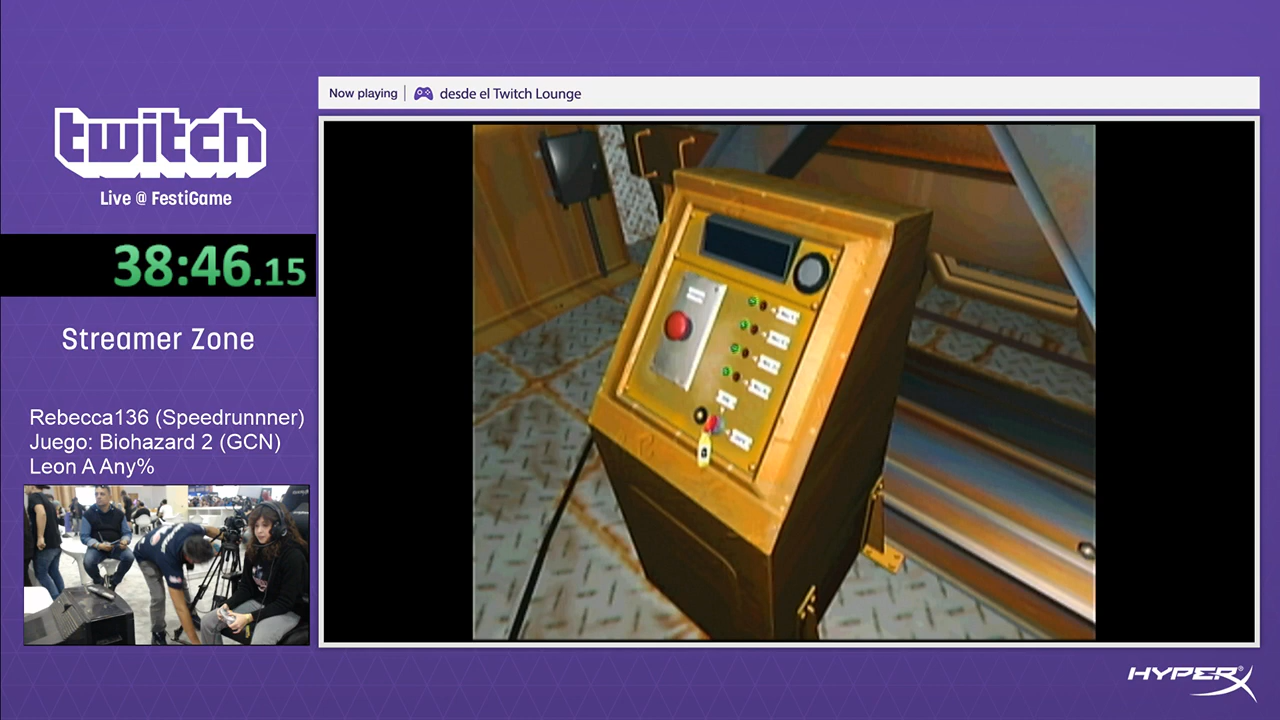 Now playing | desde el Twitch Lounge
twitch
Live @ FestiGame
38:46.15
Streamer Zone
Rebecca136 (Speedrunnner)
Juego: Biohazard 2 (GCN)
Leon A Any%
HYPERX